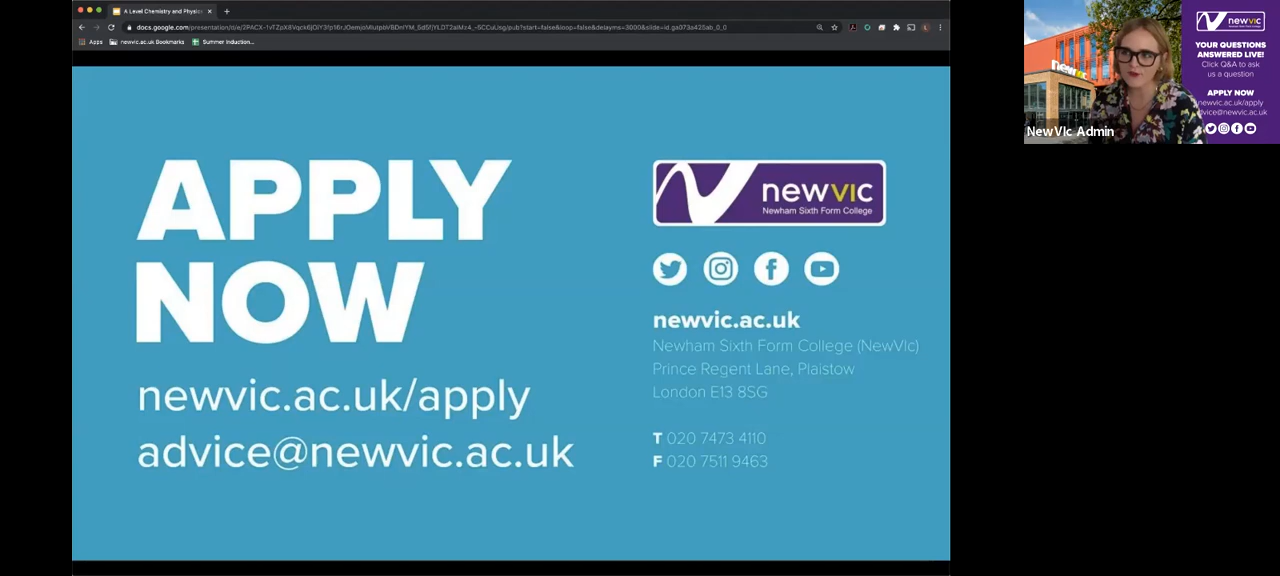 A Level Chemistry and Physics
Apps
newvic.ac.uk Bookmarks
Summer Induction...
APPLY
NOW
newvic.ac.uk/apply
advice@newvic.ac.uk
newvic
Newham Sixth Form College
newvic.ac.uk
Newham Sixth Form College (NewVIc)
Prince Regent Lane, Plaistow
London E13 8SG
T 020 7473 4110
F 020 7511 9463
newvic
YOUR QUESTIONS
ANSWERED LIVE!
Click Q&A to ask
us a question
APPLY NOW
newvic.ac.uk/apply
advice@newvic.ac.uk
newvic
NewVIc Admin